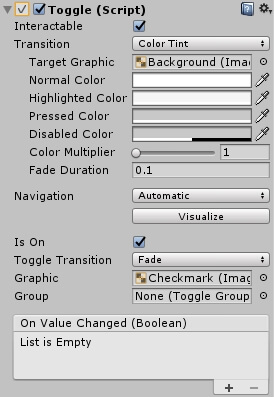 Toggle (Script)
Interactable
Transition Color Tint
Target Graphic Background (Imag
Normal Color
Highlighted Color
Pressed Color
Disabled Color
Color Multiplier 1
Fade Duration 0.1
Navigation Automatic
Visualize
Is On
Toggle Transition Fade
Graphic Checkmark (Imag
Group None (Toggle Group
On Value Changed (Boolean)
List is Empty